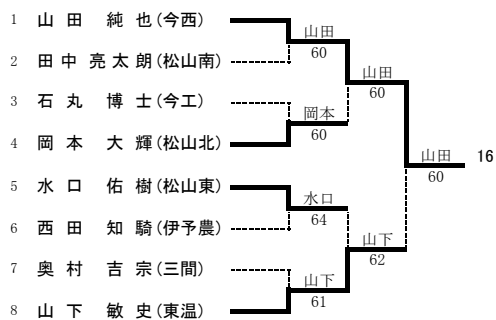 1 山田 純也(今西)
2 田中 亮太朗(松山南)
3 石丸 博士(今工)
4 岡本 大輝(松山北)
5 水口 佑樹(松山東)
6 西田 知騎(伊予農)
7 奥村 吉宗(三間)
8 山下 敏史(東温)
山田
60
岡本
60
水口
64
山下
61
山田
60
山下
62
山田
60
16